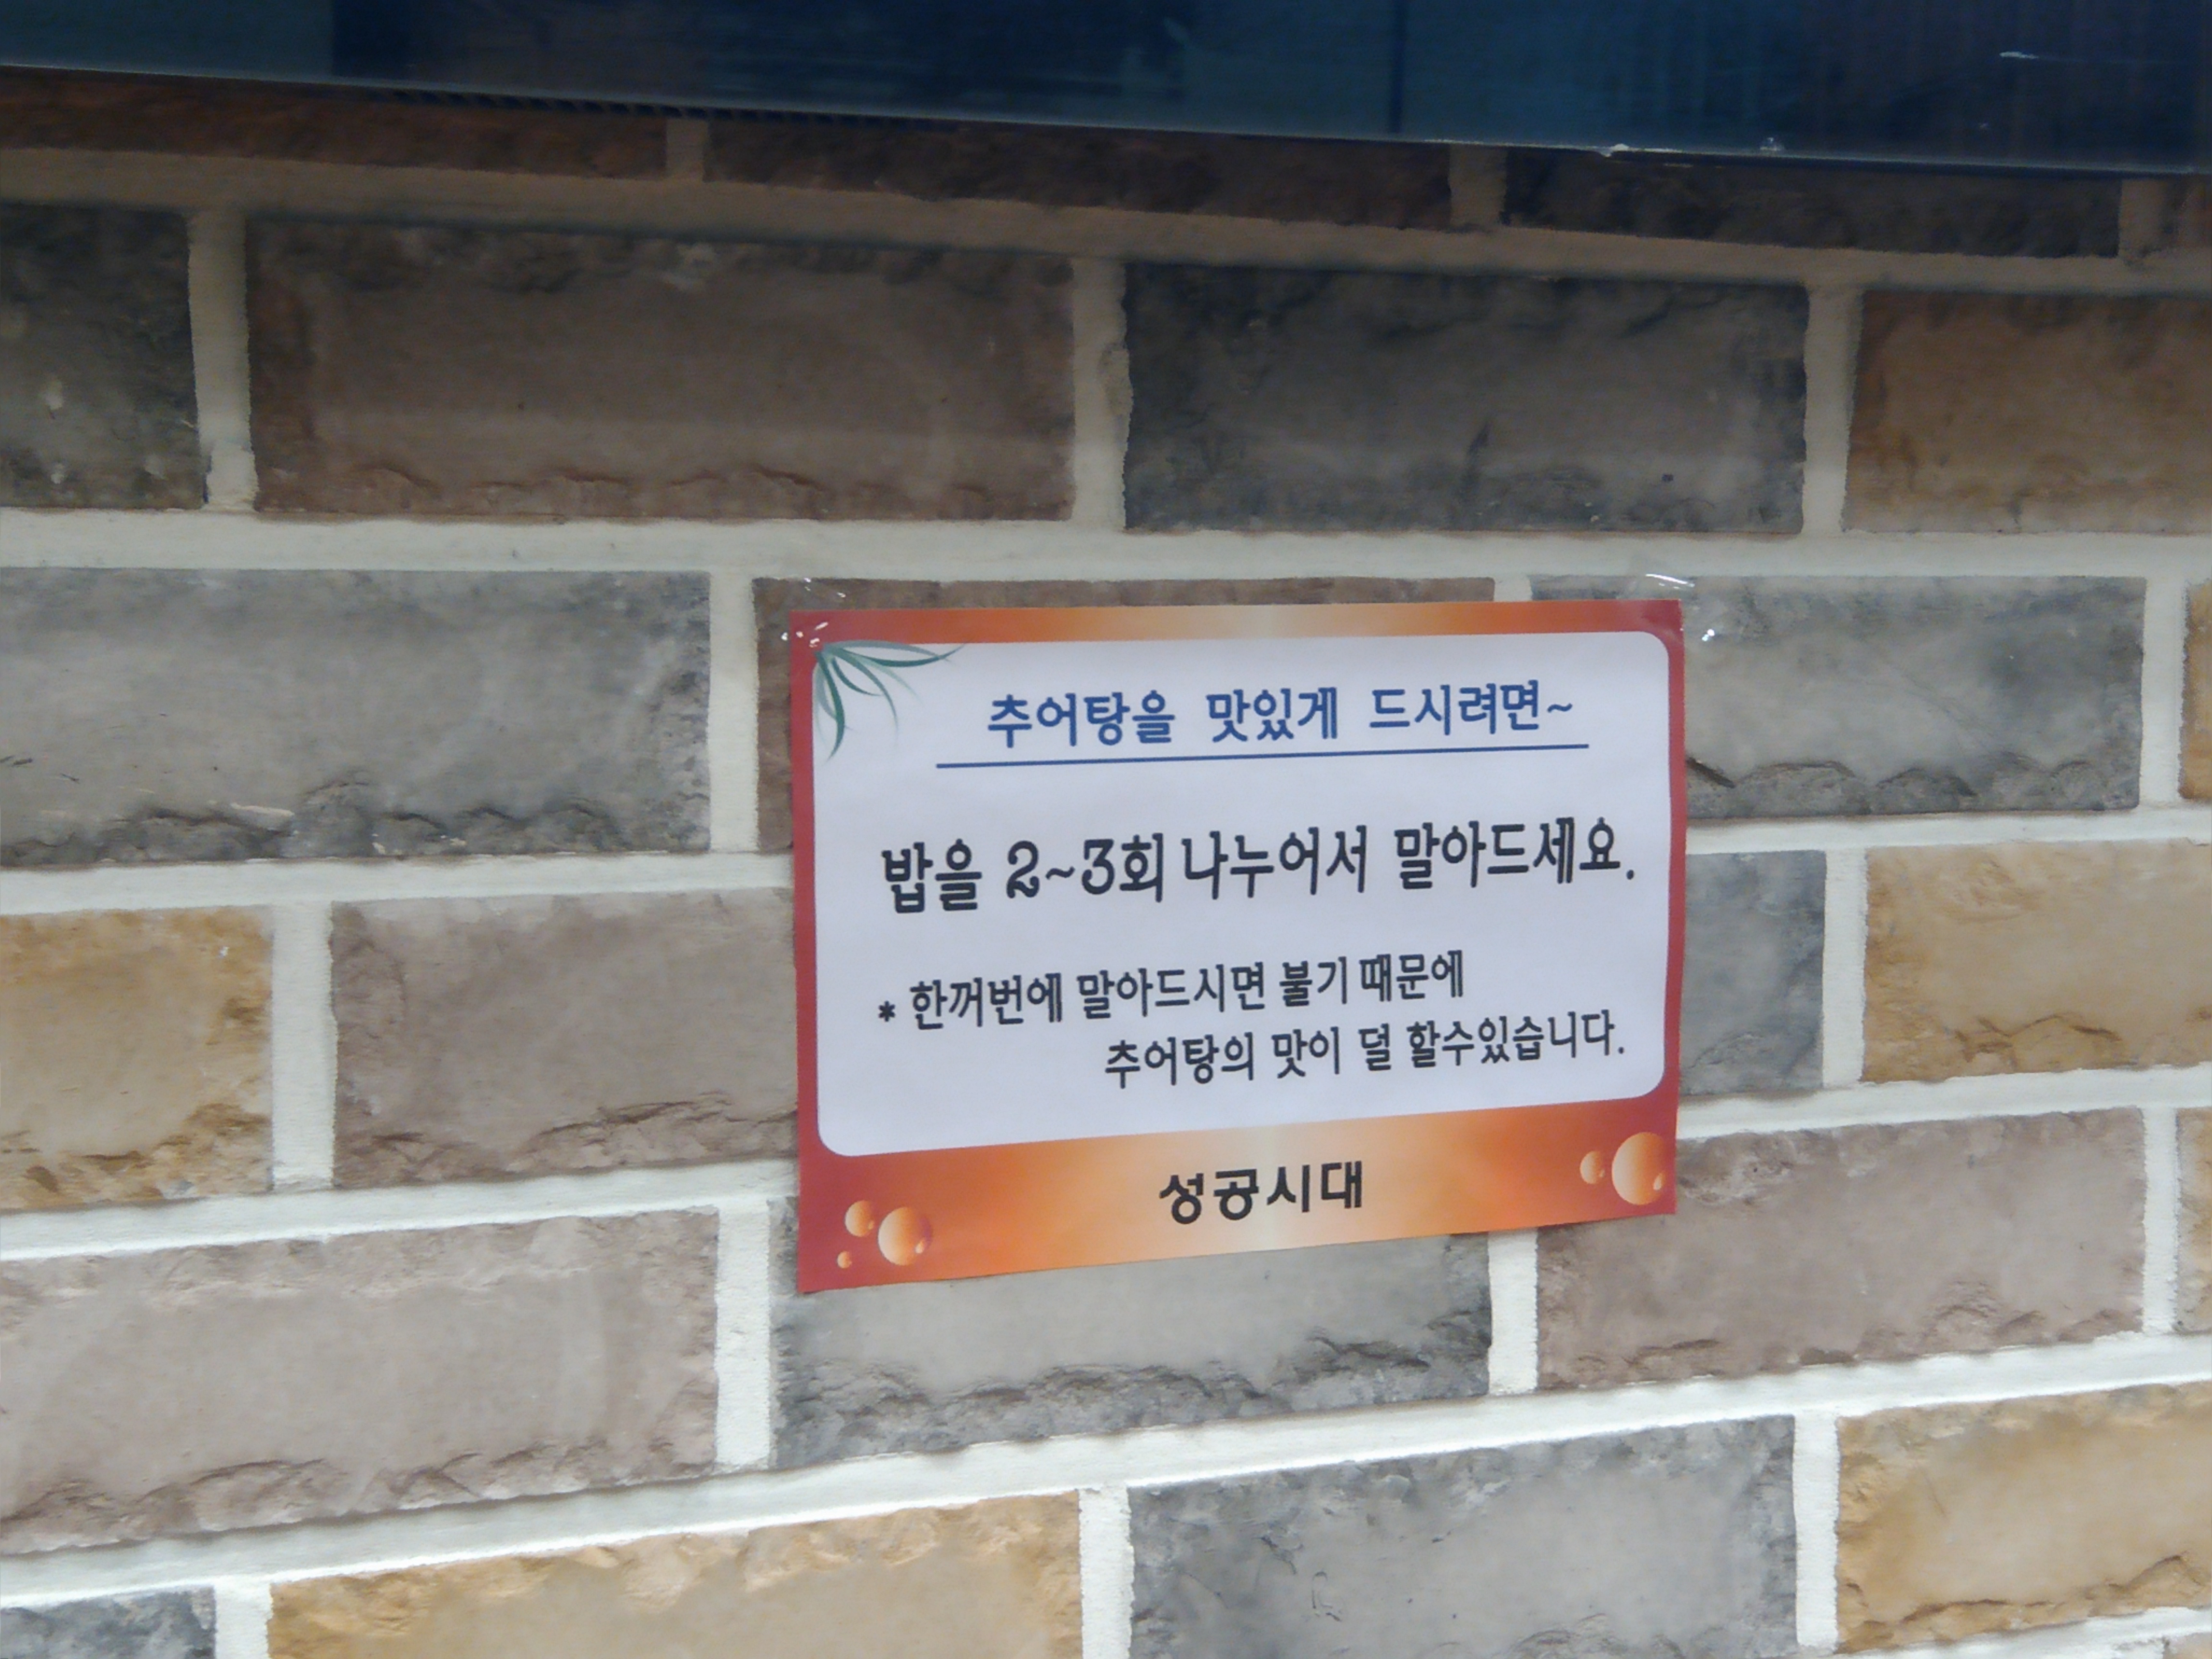 추어탕을 맛있게 드시려면~
밥을 2~3회 나누어서 말아드세요.
* 한꺼번에 말아드시면 불기 때문에
추어탕의 맛이 덜 할수있습니다.
성공시대